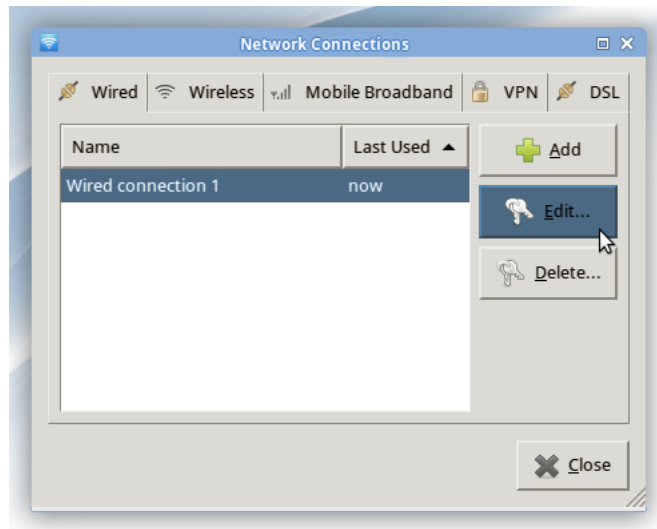 Network Connections
Wired Wireless Mobile Broadband VPN DSL
Name Last Used Add
Wired connection 1 now
Edit...
Delete...
Close